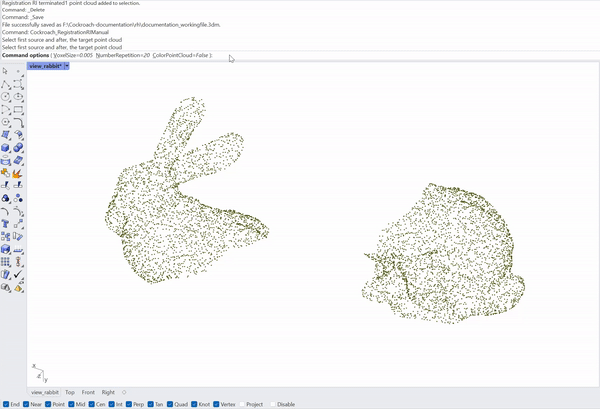 Registration RI terminated1 point cloud added to selection.
Command: _Delete
Command: _Save
File successfully saved as F:\Cockroach-documentation\rh\documentation_workingfile.3dm.
Command: Cockroach_RegistrationRIManual
Select first source and after, the target point cloud
Select first source and after, the target point cloud
Command options ( VoxelSize=0.005 NumberRepetition=20 ColorPointCloud=False ):
view_rabbit*
x
z
y
view_rabbit Top Front Right
End Near Point Mid Cen Int Perp Tan Quad Knot Vertex Project Disable